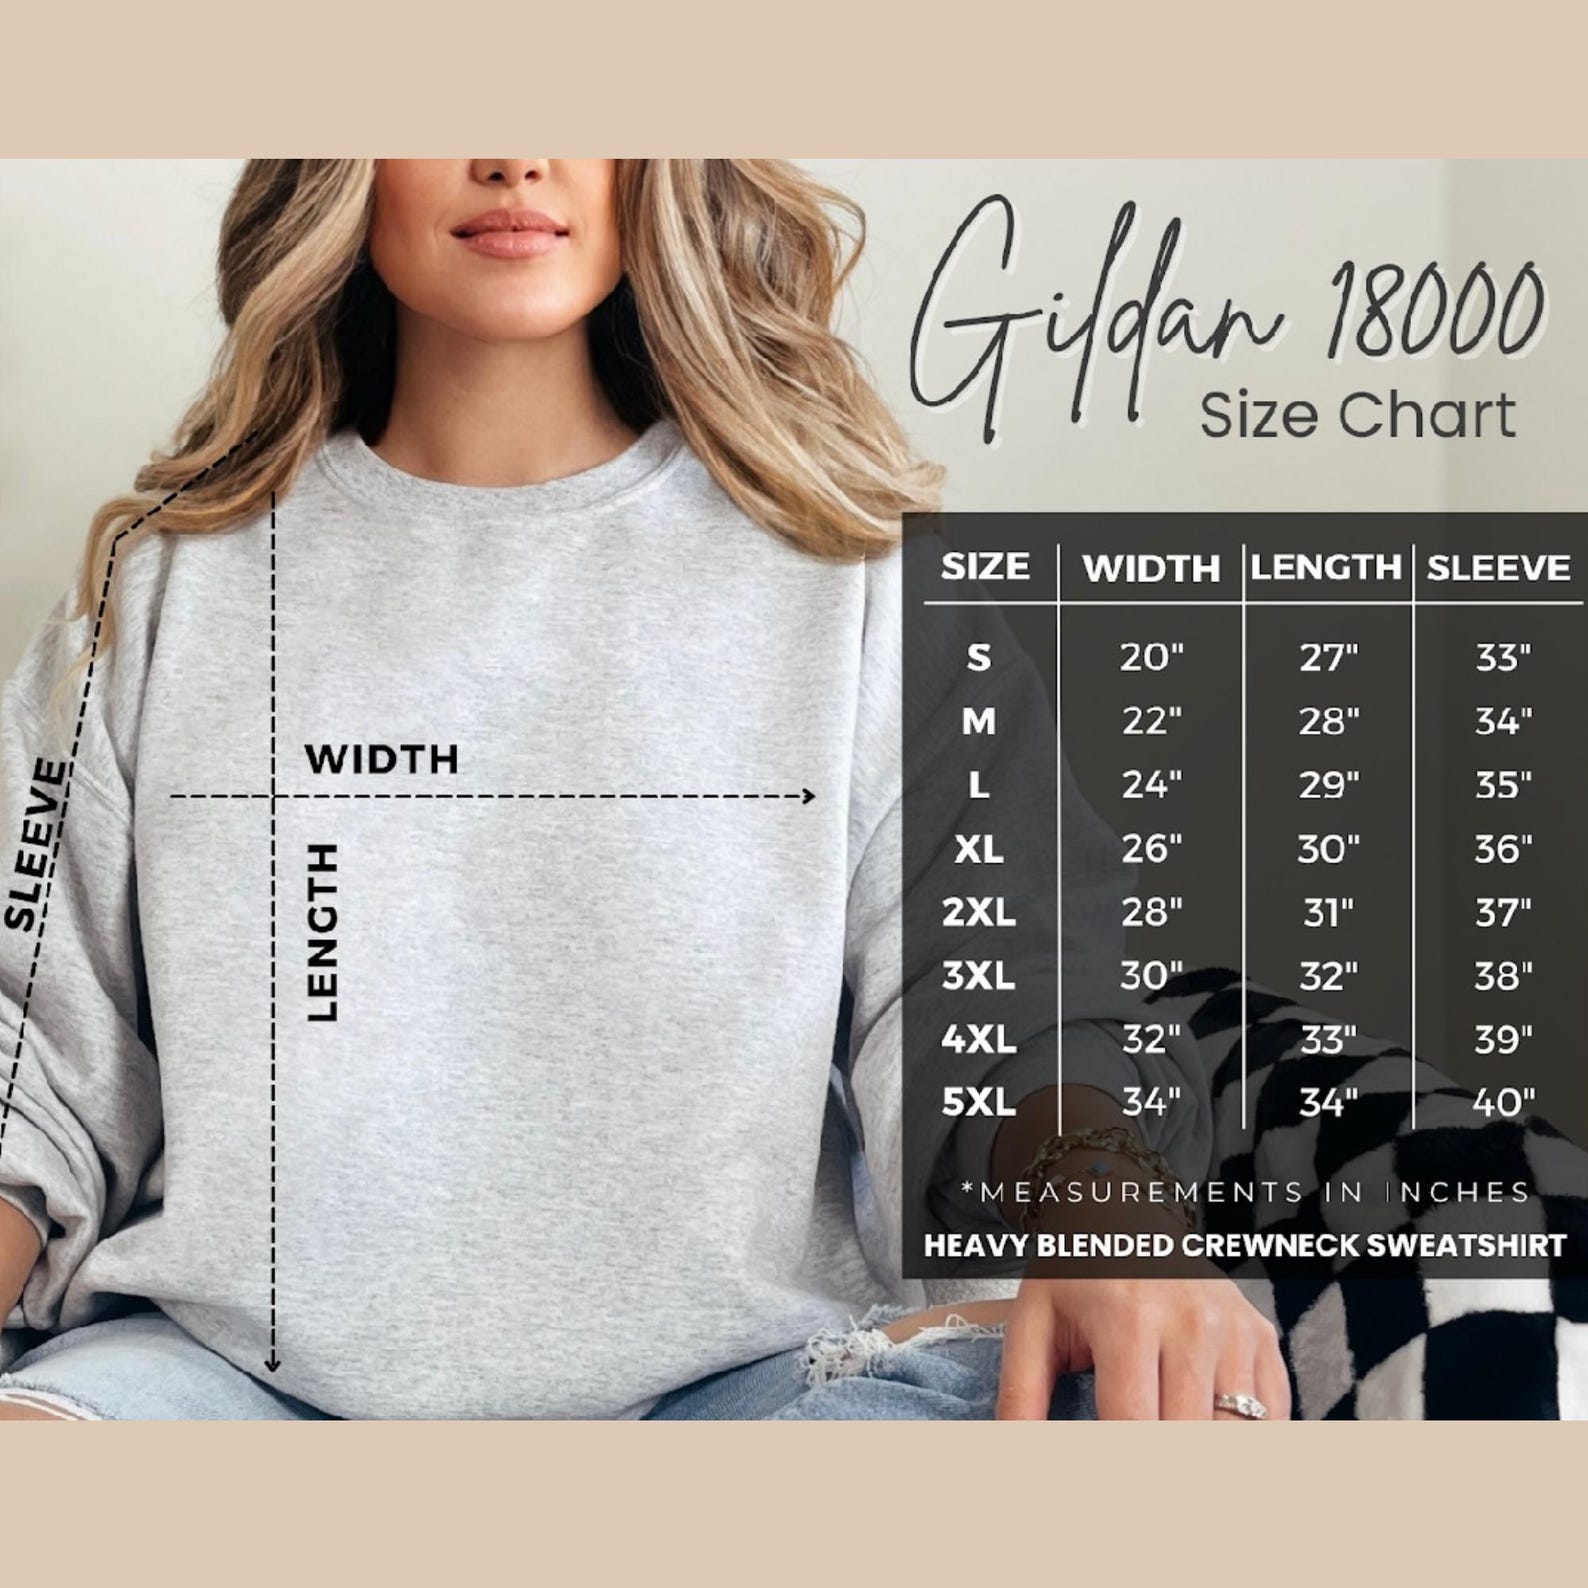 Gildan 18000
Size Chart
SIZE WIDTH LENGTH SLEEVE
S 20" 27" 33"
M 22" 28" 34"
L 24" 29" 35"
XL 26" 30" 36"
2XL 28" 31" 37"
3XL 30" 32" 38"
4XL 32" 33" 39"
5XL 34" 34" 40"
*MEASUREMENTS IN INCHES
HEAVY BLENDED CREWNECK SWEATSHIRT
WIDTH
LENGTH
SLEEVE